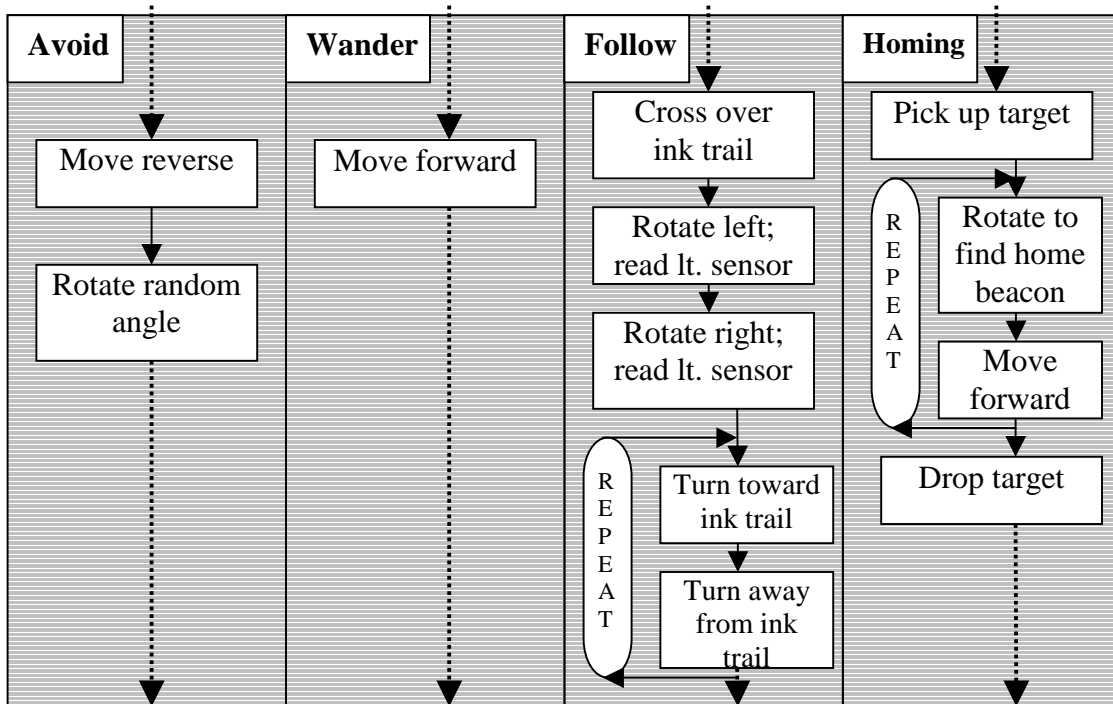 Avoid
Move reverse
Rotate random
angle
Wander
Move forward
Follow
Cross over
ink trail
Rotate left;
read lt. sensor
Rotate right;
read lt. sensor
REPEAT
Turn toward
ink trail
Turn away
from ink
trail
Homing
Pick up target
REPEAT
Rotate to
find home
beacon
Move
forward
Drop target